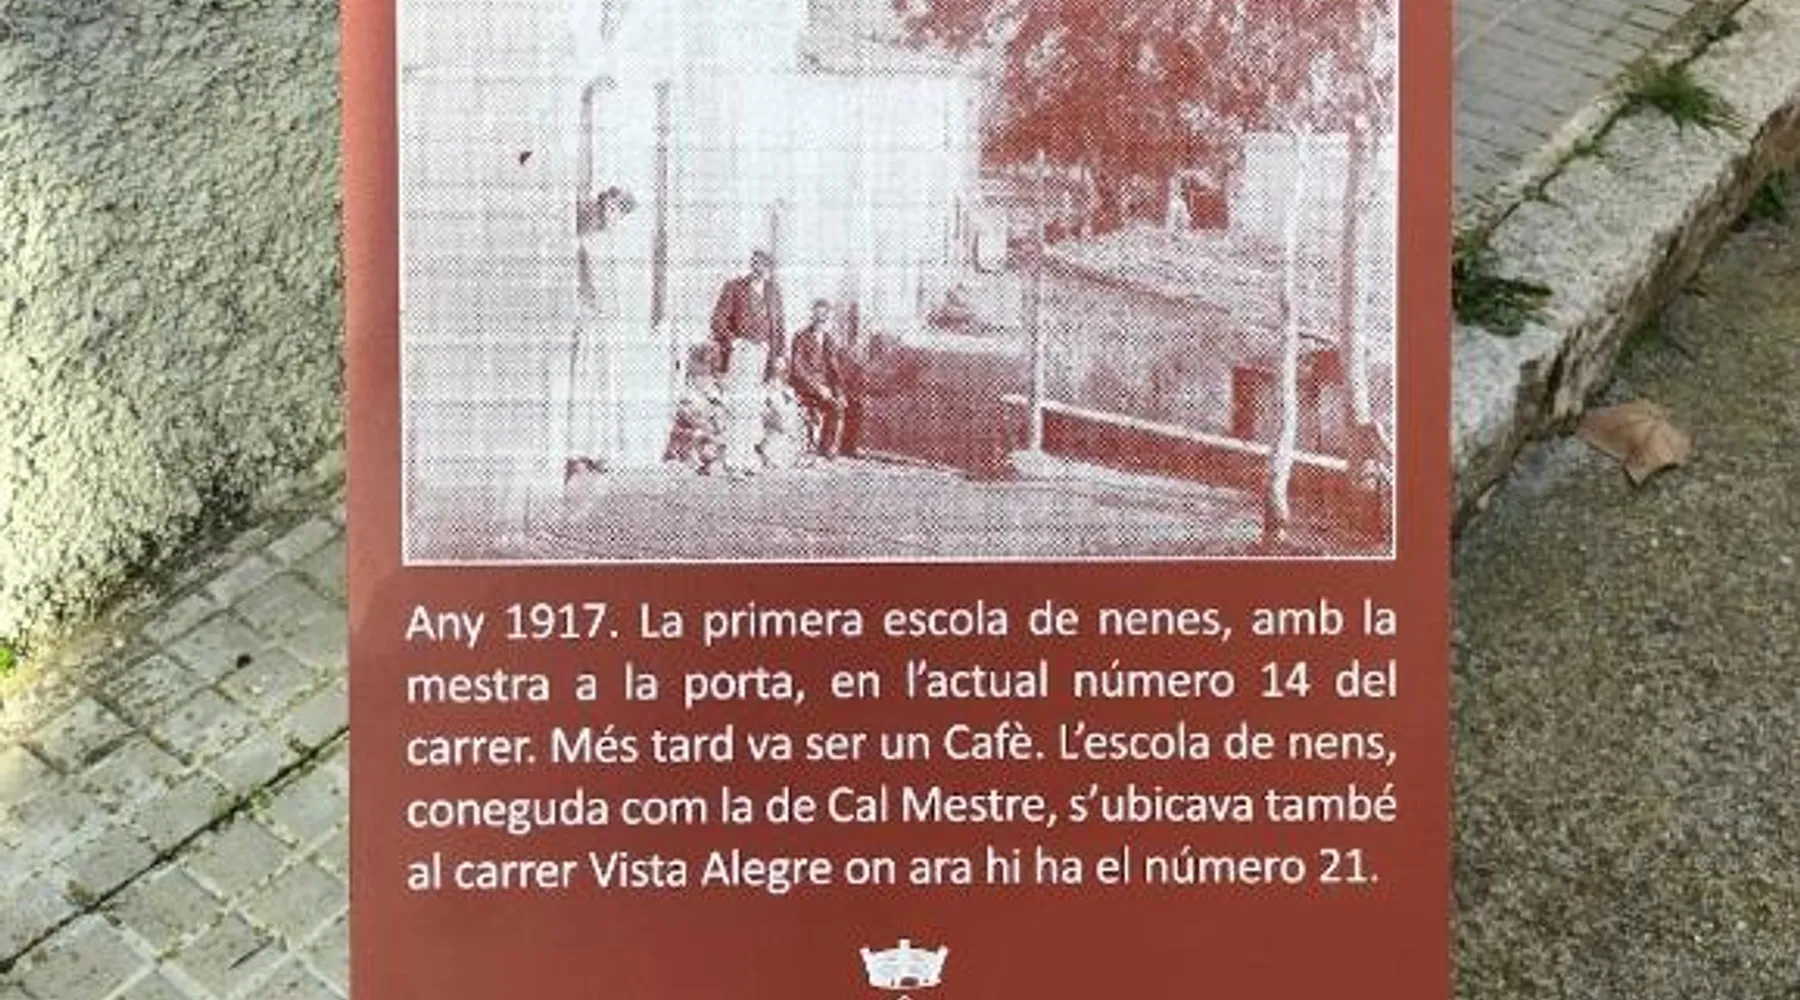 Any 1917. La primera escola de nenes, amb la
mestra a la porta, en l'actual número 14 del
carrer. Més tard va ser un Cafè. L'escola de nens,
coneguda com la de Cal Mestre, s'ubicava també
al carrer Vista Alegre on ara hi ha el número 21.